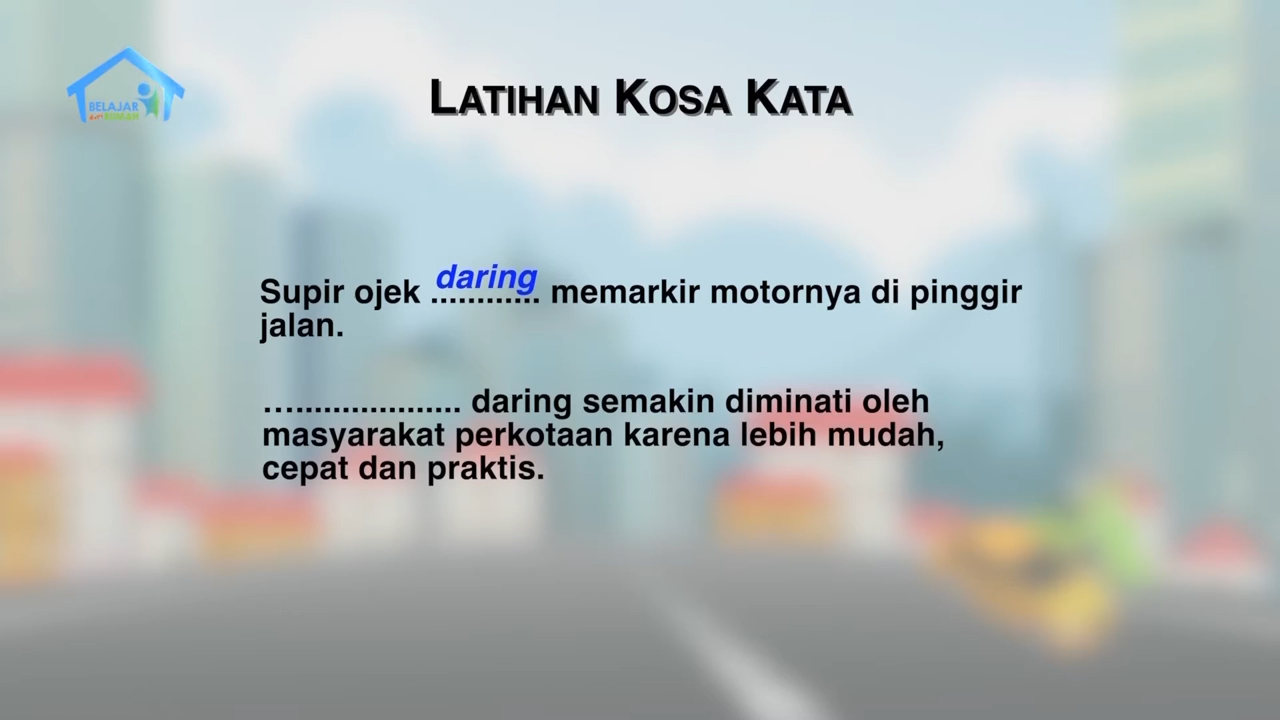 BELAJAR
dari RUMAH
LATIHAN KOSA KATA
daring
Supir ojek ............ memarkir motornya di pinggir
jalan.
…................... daring semakin diminati oleh
masyarakat perkotaan karena lebih mudah,
cepat dan praktis.